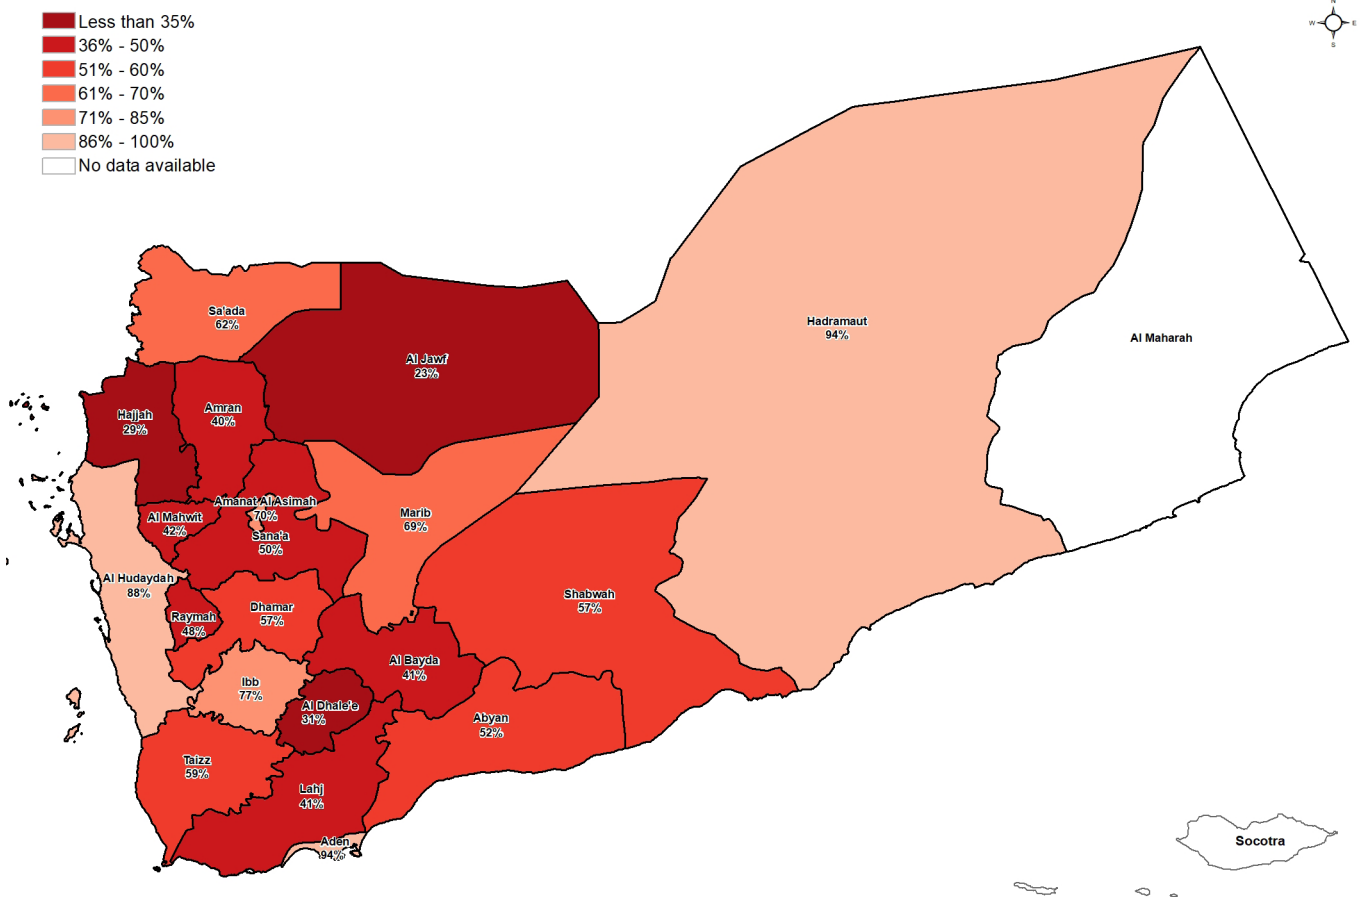 Less than 35%
36% - 50%
51% - 60%
61% - 70%
71% - 85%
86% - 100%
No data available
N
W
E
S
Sa'ada
62%
Al Jawf
23%
Hadramaut
94%
Al Maharah
Hajjah
29%
Amran
40%
Amanat Al Asimah
70%
Al Mahwit
42%
Sana'a
50%
Marib
69%
Al Hudaydah
88%
Raymah
48%
Dhamar
57%
Shabwah
57%
Ibb
77%
Al Bayda
41%
Al Dhale'e
31%
Abyan
52%
Taizz
59%
Lahj
41%
Aden
94%
Socotra